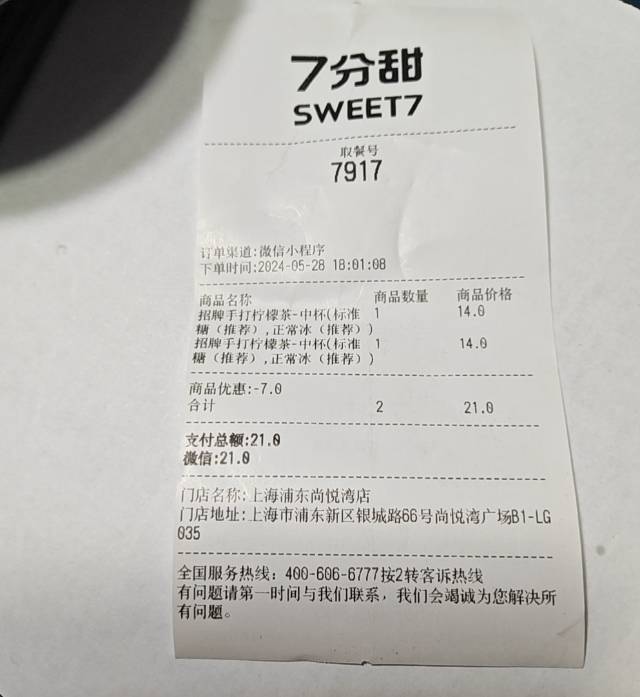 7分甜
SWEET7
取餐号
7917
订单渠道:微信小程序
下单时间:2024-05-28 18:01:08
商品名称 商品数量 商品价格
招牌手打柠檬茶-中杯(标准 1 14.0
糖（推荐）,正常冰（推荐）)
招牌手打柠檬茶-中杯(标准 1 14.0
糖（推荐）,正常冰（推荐）)
商品优惠:-7.0
合计 2 21.0
支付总额:21.0
微信:21.0
门店名称:上海浦东尚悦湾店
门店地址:上海市浦东新区银城路66号尚悦湾广场B1-LG
035
全国服务热线：400-606-6777按2转客诉热线
有问题请第一时间与我们联系，我们会竭诚为您解决所
有问题。